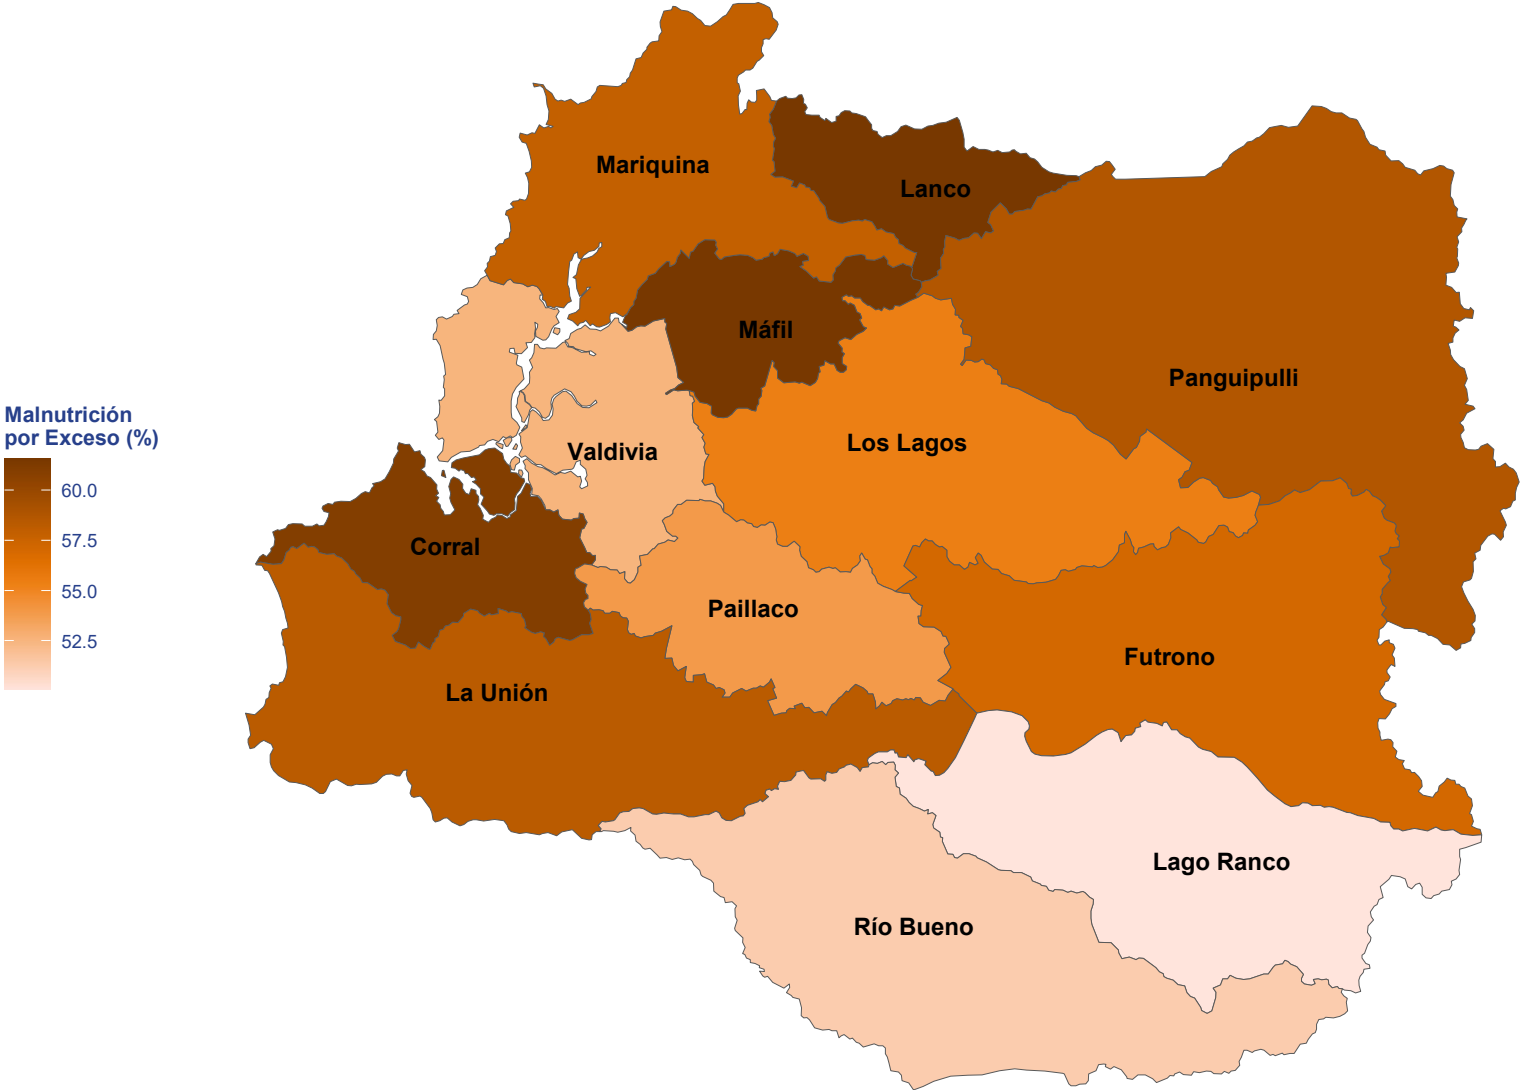 Mariquina
Lanco
Máfil
Panguipulli
Malnutrición
por Exceso (%)
60.0
57.5
55.0
52.5
Valdivia
Los Lagos
Corral
Paillaco
Futrono
La Unión
Lago Ranco
Río Bueno